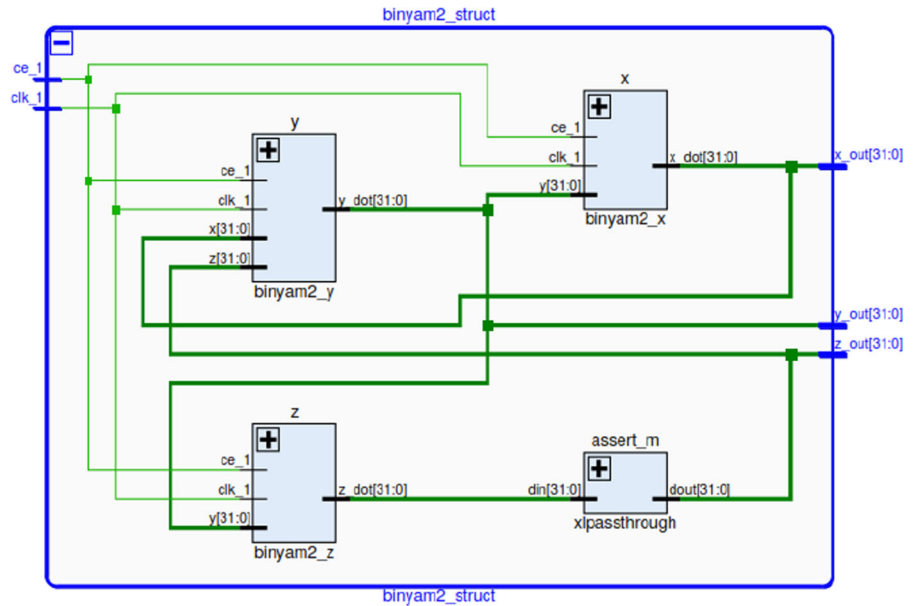 binyam2_struct
ce_1
clk_1
x
ce_1
clk_1
y[31:0]
x_dot[31:0]
binyam2_x
x_out[31:0]
y
ce_1
clk_1
x[31:0]
z[31:0]
y_dot[31:0]
binyam2_y
y_out[31:0]
z_out[31:0]
z
ce_1
clk_1
y[31:0]
z_dot[31:0]
binyam2_z
assert_m
din[31:0]
dout[31:0]
xlpassthrough
binyam2_struct